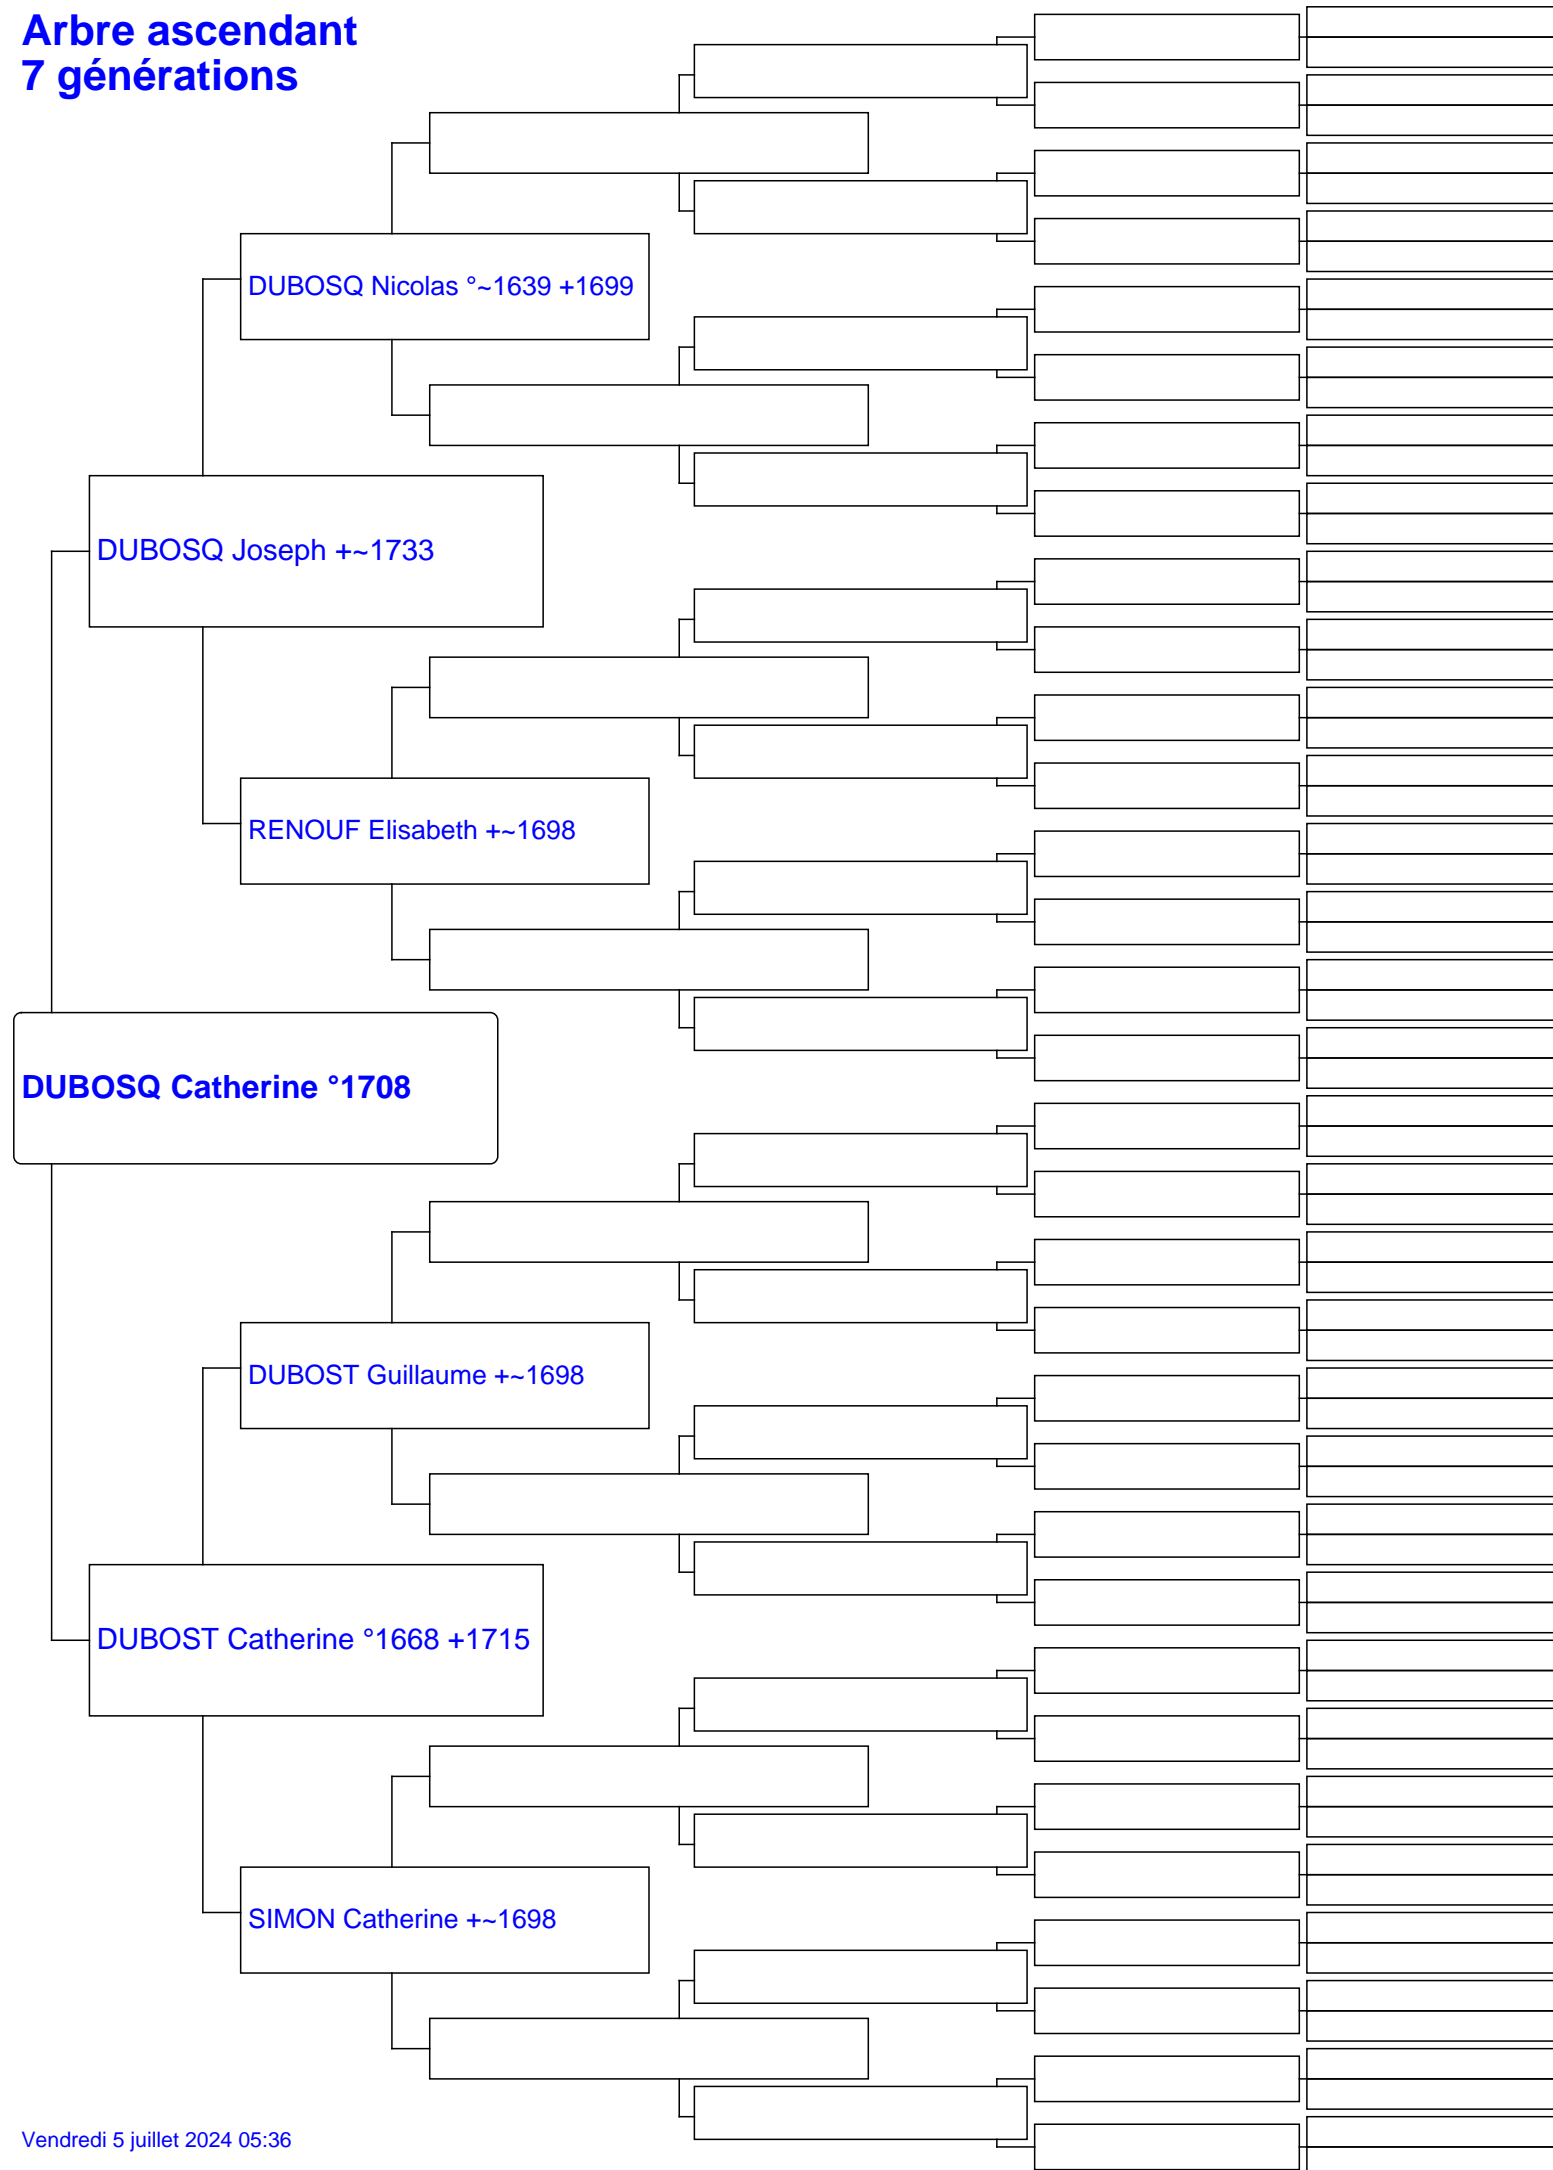 Arbre ascendant
7 générations
DUBOSQ Nicolas °~1639 +1699
DUBOSQ Joseph +~1733
RENOUF Elisabeth +~1698
DUBOSQ Catherine °1708
DUBOST Guillaume +~1698
DUBOST Catherine °1668 +1715
SIMON Catherine +~1698
Vendredi 5 juillet 2024 05:36